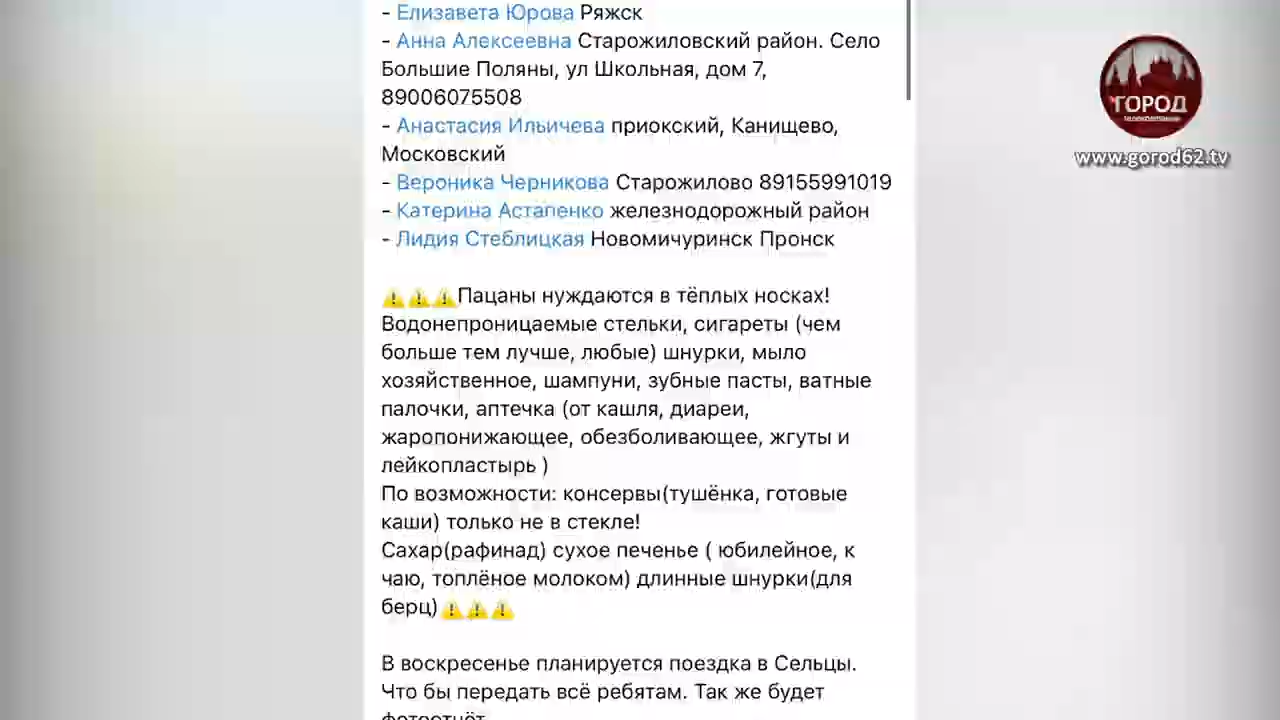 - Елизавета Юрова Ряжск
- Анна Алексеевна Старожиловский район. Село
Большие Поляны, ул Школьная, дом 7,
89006075508
- Анастасия Ильичева приокский, Канищево,
Московский
- Вероника Черникова Старожилово 89155991019
- Катерина Астапенко железнодорожный район
- Лидия Стеблицкая Новомичуринск Пронск
⚠️⚠️⚠️Пацаны нуждаются в тёплых носках!
Водонепроницаемые стельки, сигареты (чем
больше тем лучше, любые) шнурки, мыло
хозяйственное, шампуни, зубные пасты, ватные
палочки, аптечка (от кашля, диареи,
жаропонижающее, обезболивающее, жгуты и
лейкопластырь )
По возможности: консервы(тушёнка, готовые
каши) только не в стекле!
Сахар(рафинад) сухое печенье ( юбилейное, к
чаю, топлёное молоком) длинные шнурки(для
берц)⚠️⚠️⚠️
В воскресенье планируется поездка в Сельцы.
Что бы передать всё ребятам. Так же будет
фотоотчёт
ГОРОД
www.gorod62.tv